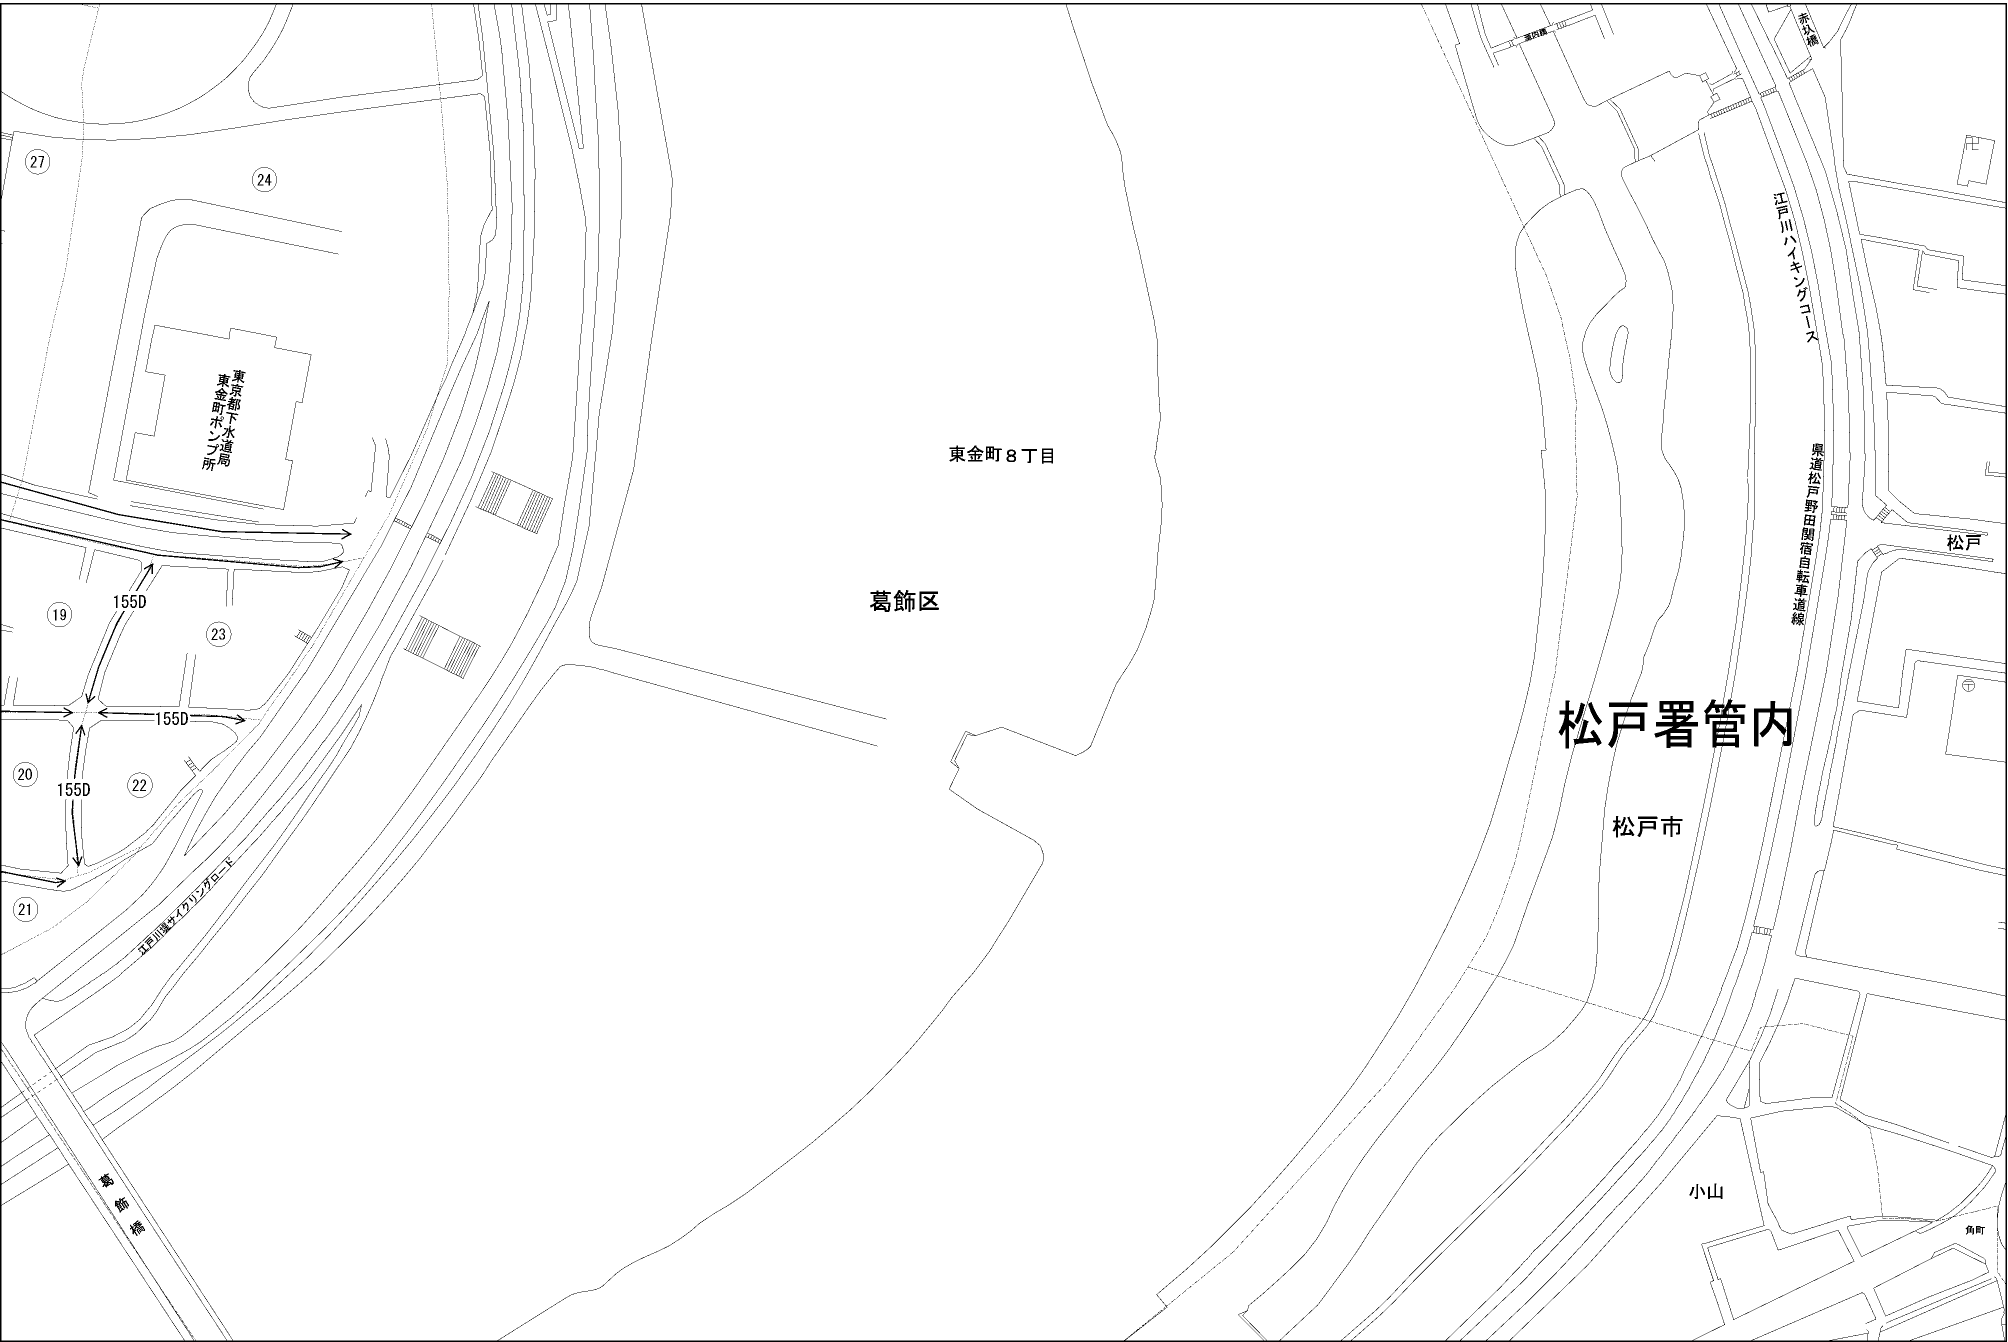 赤圦橋
㉗
㉔
江戸川ハイキングコース
東京都下水道局
東金町ポンプ所
東金町８丁目
県道松戸野田関宿自転車道線
松戸
葛飾区
155D
⑲
㉓
155D
松戸署管内
⑳
155D
㉒
松戸市
㉑
江戸川堤サイクリングロード
葛飾橋
小山
角町